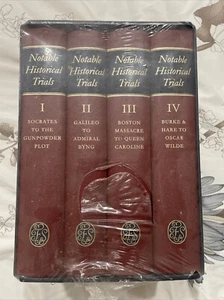 Notable
Historical
Trials
I
SOCRATES
TO THE
GUNPOWDER
PLOT
Notable
Historical
Trials
II
GALILEO
TO
ADMIRAL
BYNG
Notable
Historical
Trials
III
BOSTON
MASSACRE
TO QUEEN
CAROLINE
Notable
Historical
Trials
IV
BURKE &
HARE TO
OSCAR
WILDE